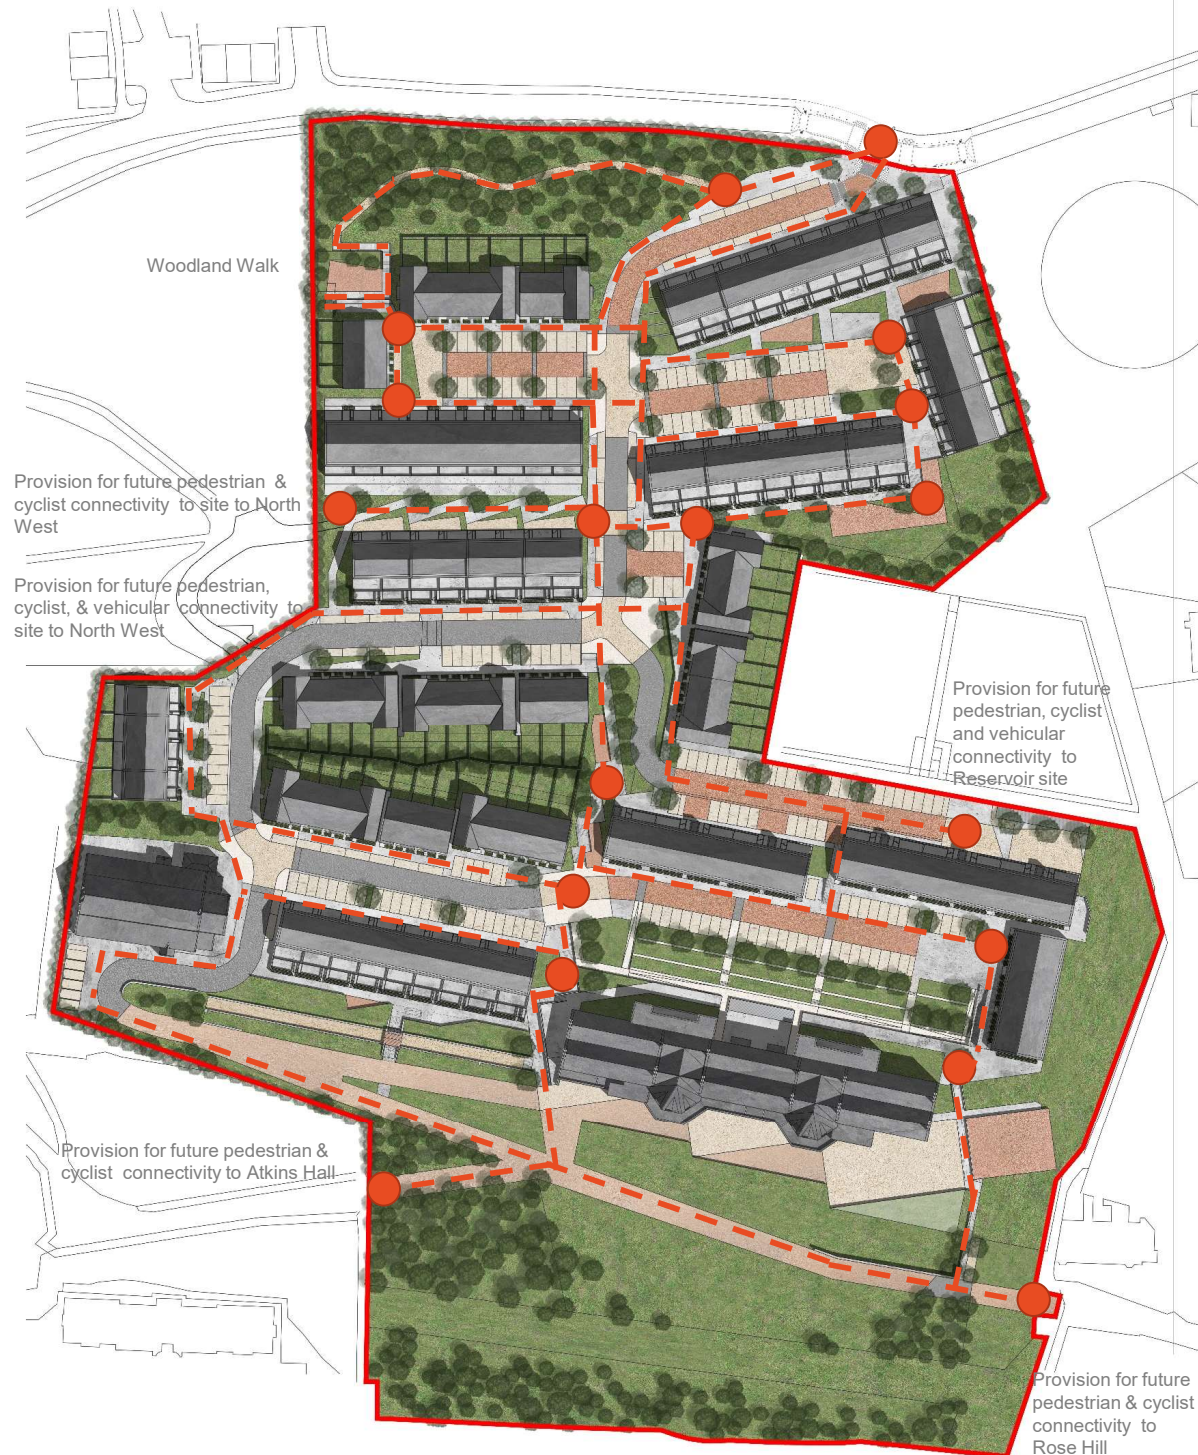 Woodland Walk
Provision for future pedestrian &
cyclist connectivity to site to North
West
Provision for future pedestrian,
cyclist, & vehicular connectivity to
site to North West
Provision for future
pedestrian, cyclist
and vehicular
connectivity to
Reservoir site
Provision for future pedestrian &
cyclist connectivity to Atkins Hall
Provision for future
pedestrian & cyclist
connectivity to
Rose Hill